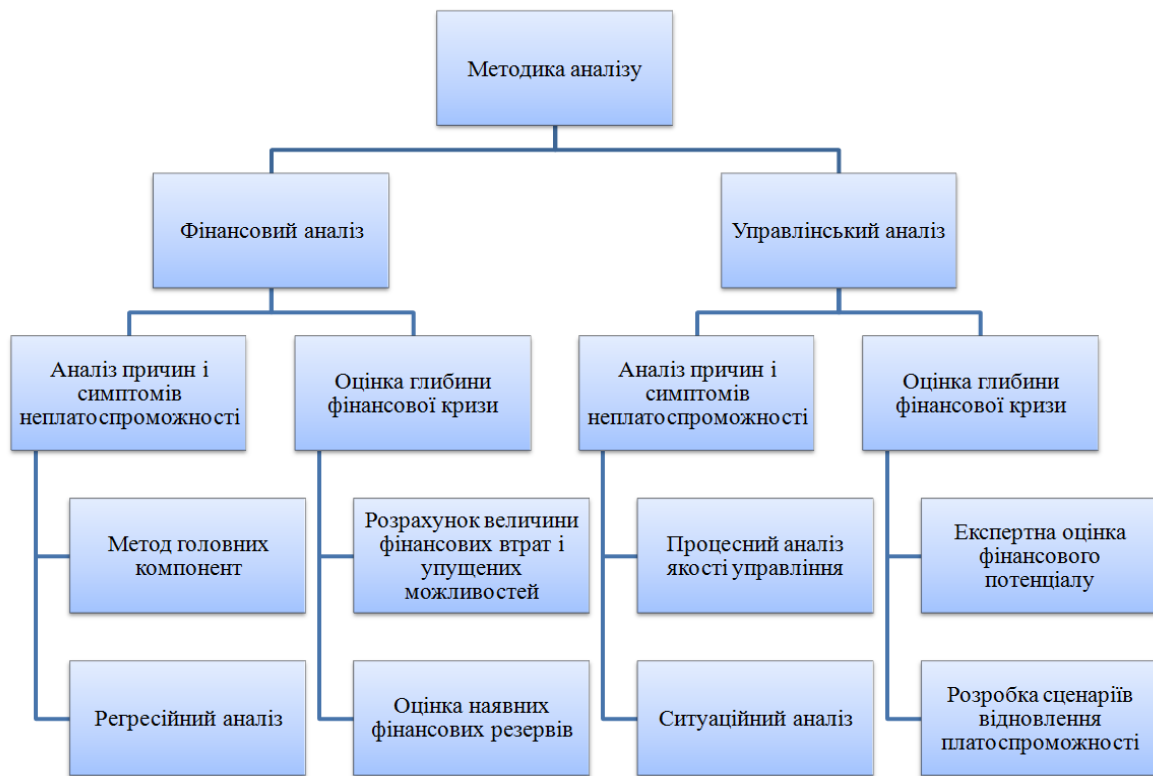 Методика аналізу
Фінансовий аналіз
Управлінський аналіз
Аналіз причин і
симптомів
неплатоспроможності
Оцінка глибини
фінансової кризи
Аналіз причин і
симптомів
неплатоспроможності
Оцінка глибини
фінансової кризи
Метод головних
компонент
Розрахунок величини
фінансових втрат і
упущених
можливостей
Процесний аналіз
якості управління
Експертна оцінка
фінансового
потенціалу
Регресійний аналіз
Оцінка наявних
фінансових резервів
Ситуаційний аналіз
Розробка сценаріїв
відновлення
платоспроможності